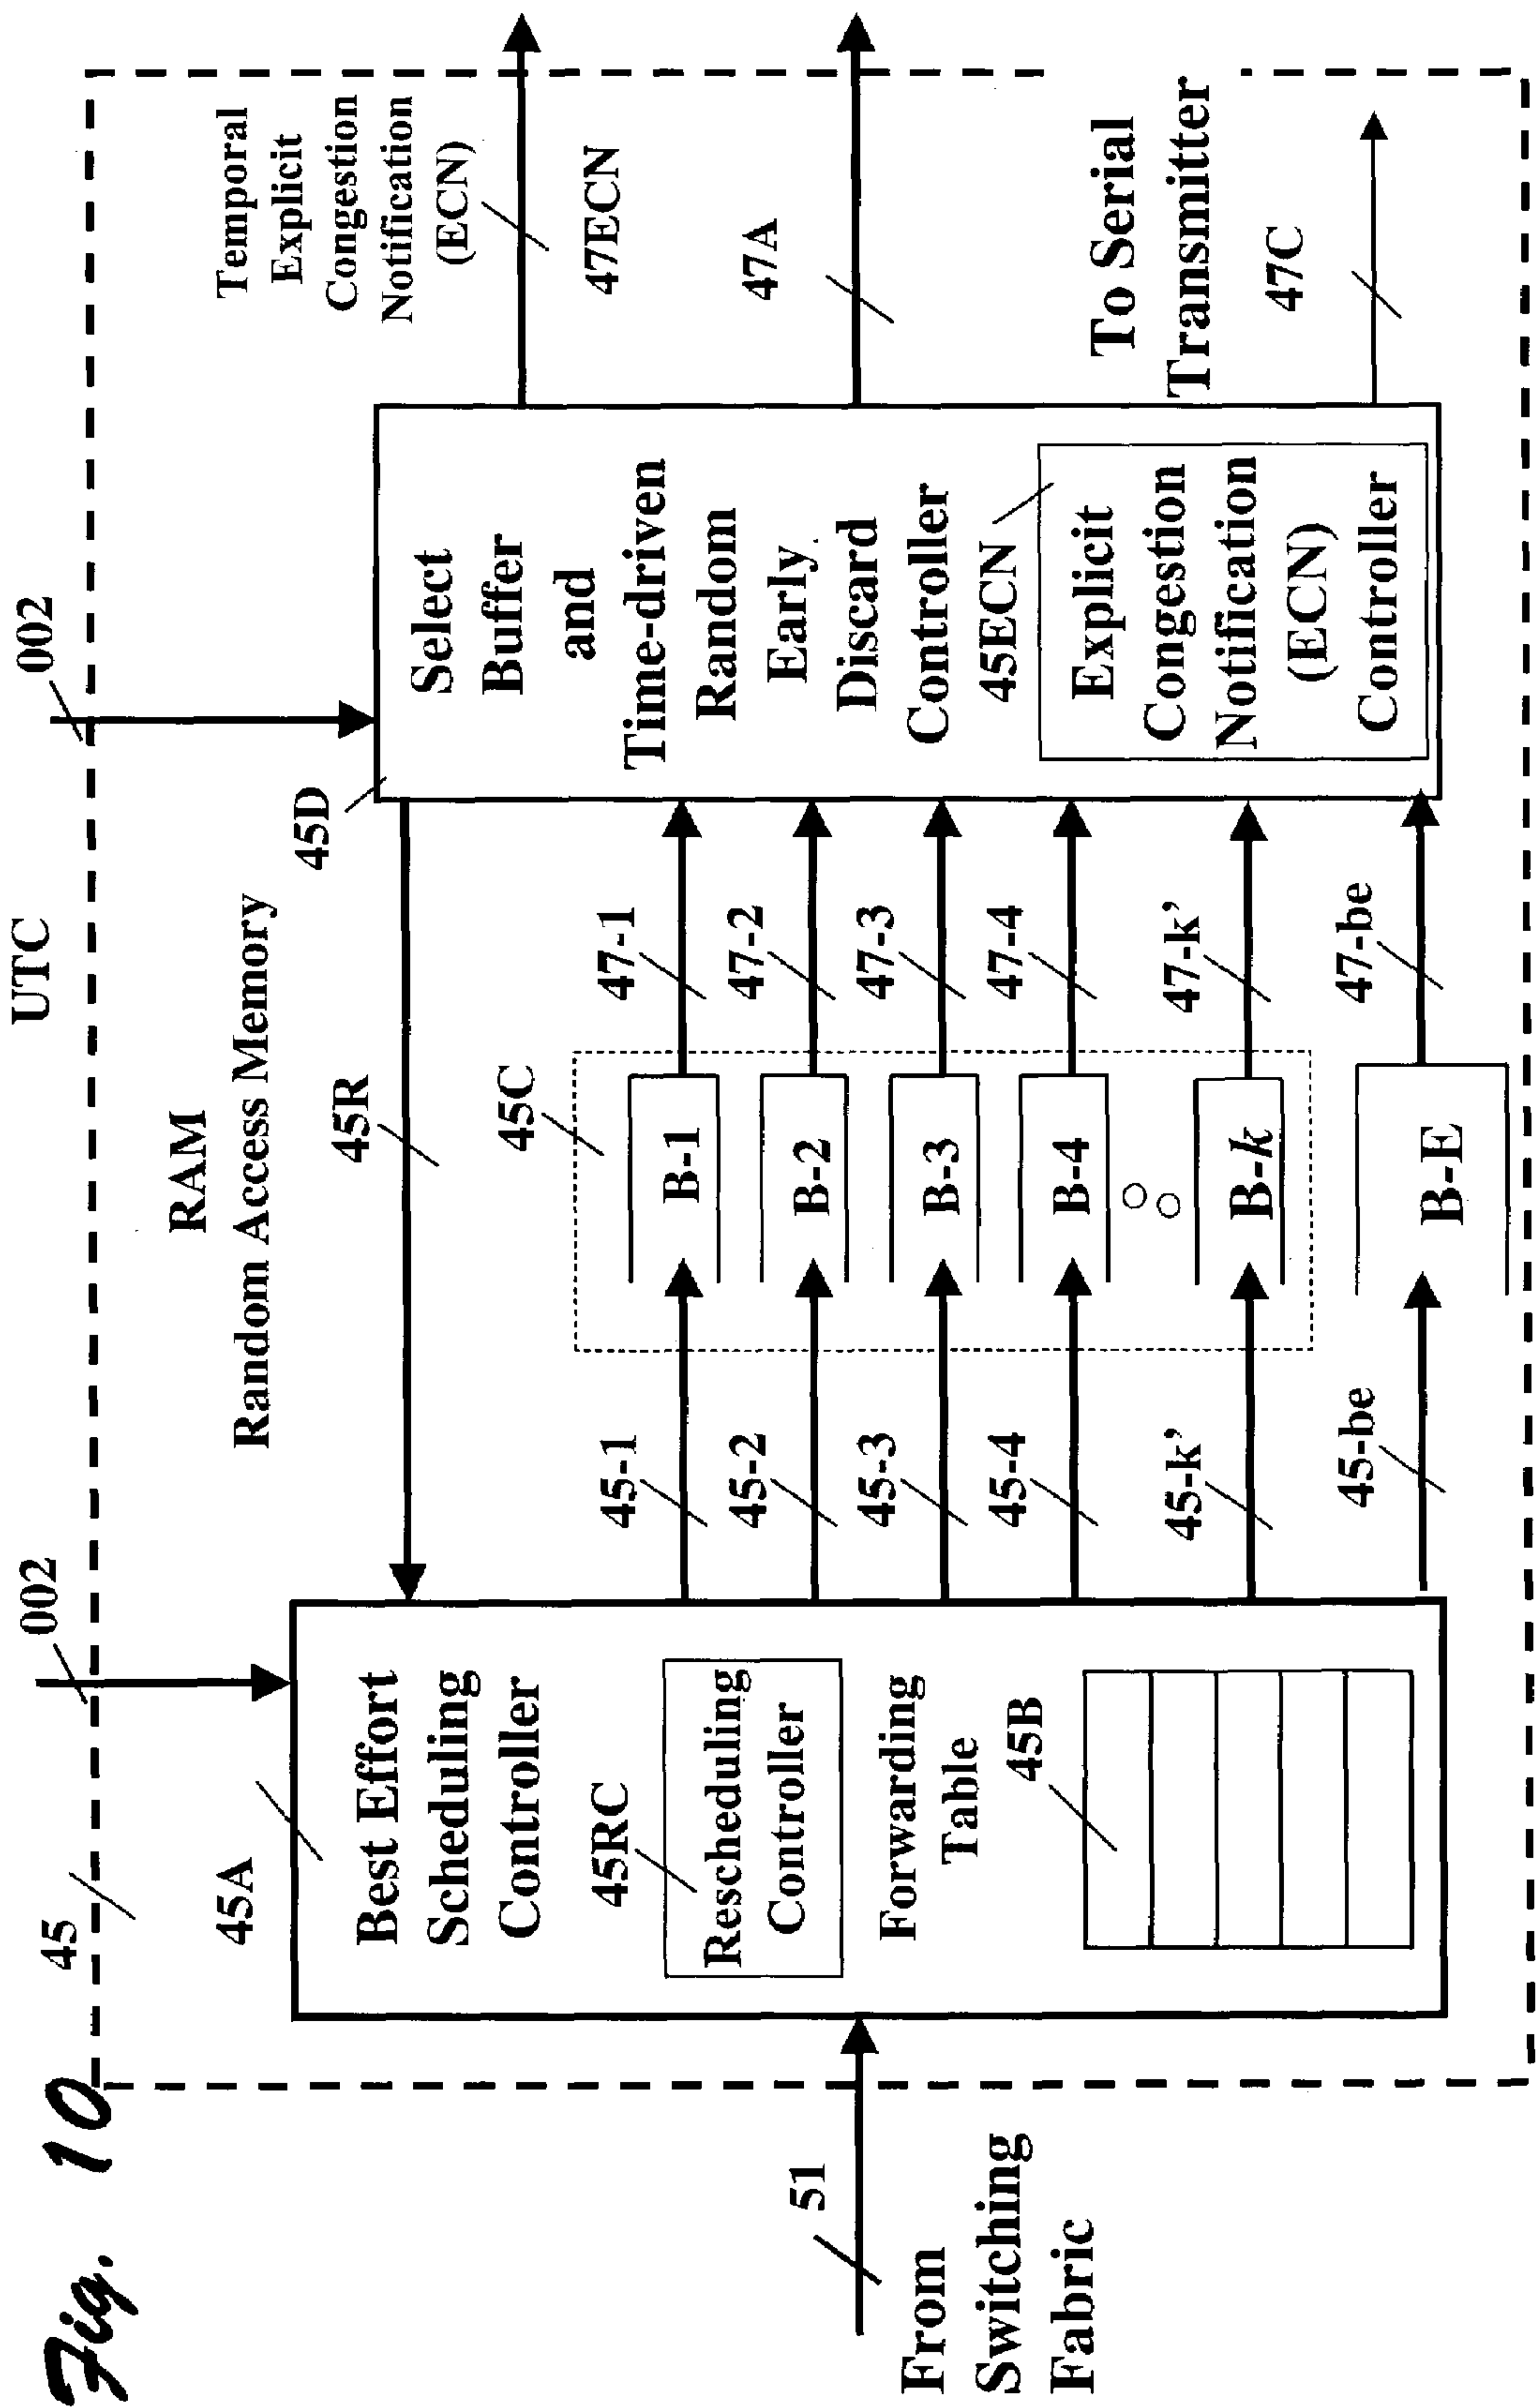 Fig. 10
UTC
002
002
45
RAM
Random Access Memory
45A
45R
45D
Best Effort
Scheduling
Controller
45RC
Rescheduling
Controller
Forwarding
Table
45B
51
From
Switching
Fabric
45-1
45-2
45-3
45-4
45-k’
45-be
45C
B-1
B-2
B-3
B-4
B-k
B-E
47-1
47-2
47-3
47-4
47-k’
47-be
Select
Buffer
and
Time-driven
Random
Early
Discard
Controller
45ECN
Explicit
Congestion
Notification
(ECN)
Controller
Temporal
Explicit
Congestion
Notification
(ECN)
47ECN
47A
To Serial
Transmitter
47C